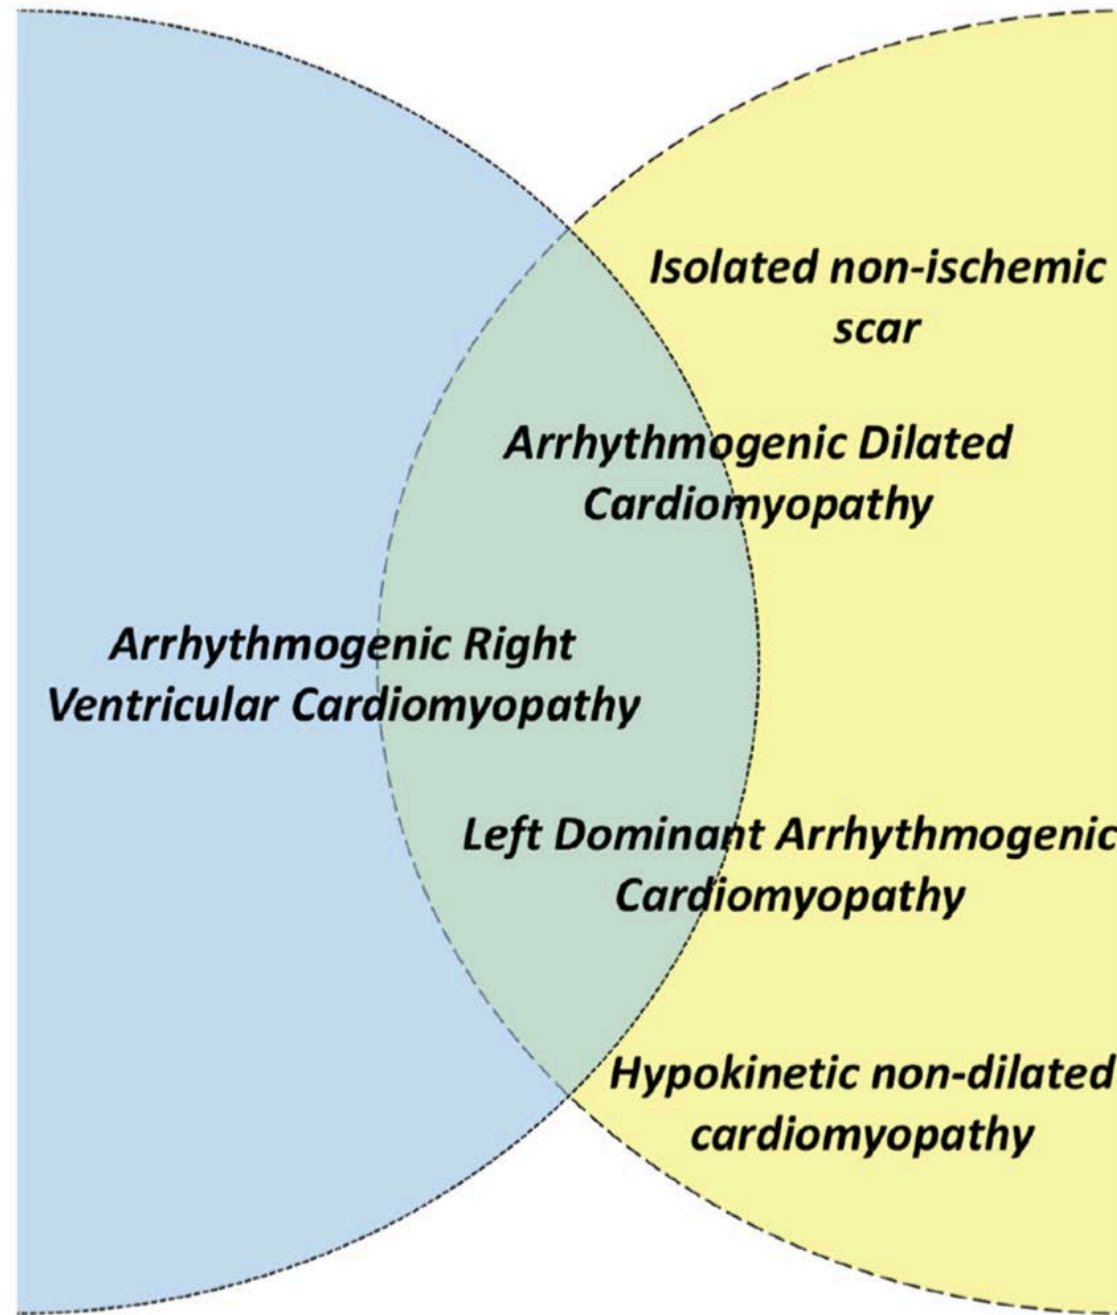 Isolated non-ischemic
scar
Arrhythmogenic Dilated
Cardiomyopathy
Arrhythmogenic Right
Ventricular Cardiomyopathy
Left Dominant Arrhythmogenic
Cardiomyopathy
Hypokinetic non-dilated
cardiomyopathy